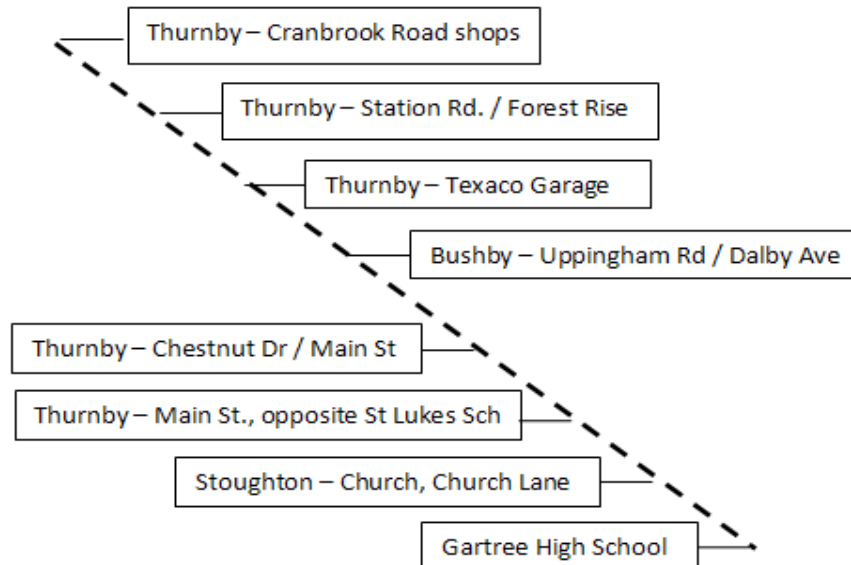 Thurnby – Cranbrook Road shops
Thurnby – Station Rd. / Forest Rise
Thurnby – Texaco Garage
Bushby – Uppingham Rd / Dalby Ave
Thurnby – Chestnut Dr / Main St
Thurnby – Main St., opposite St Lukes Sch
Stoughton – Church, Church Lane
Gartree High School